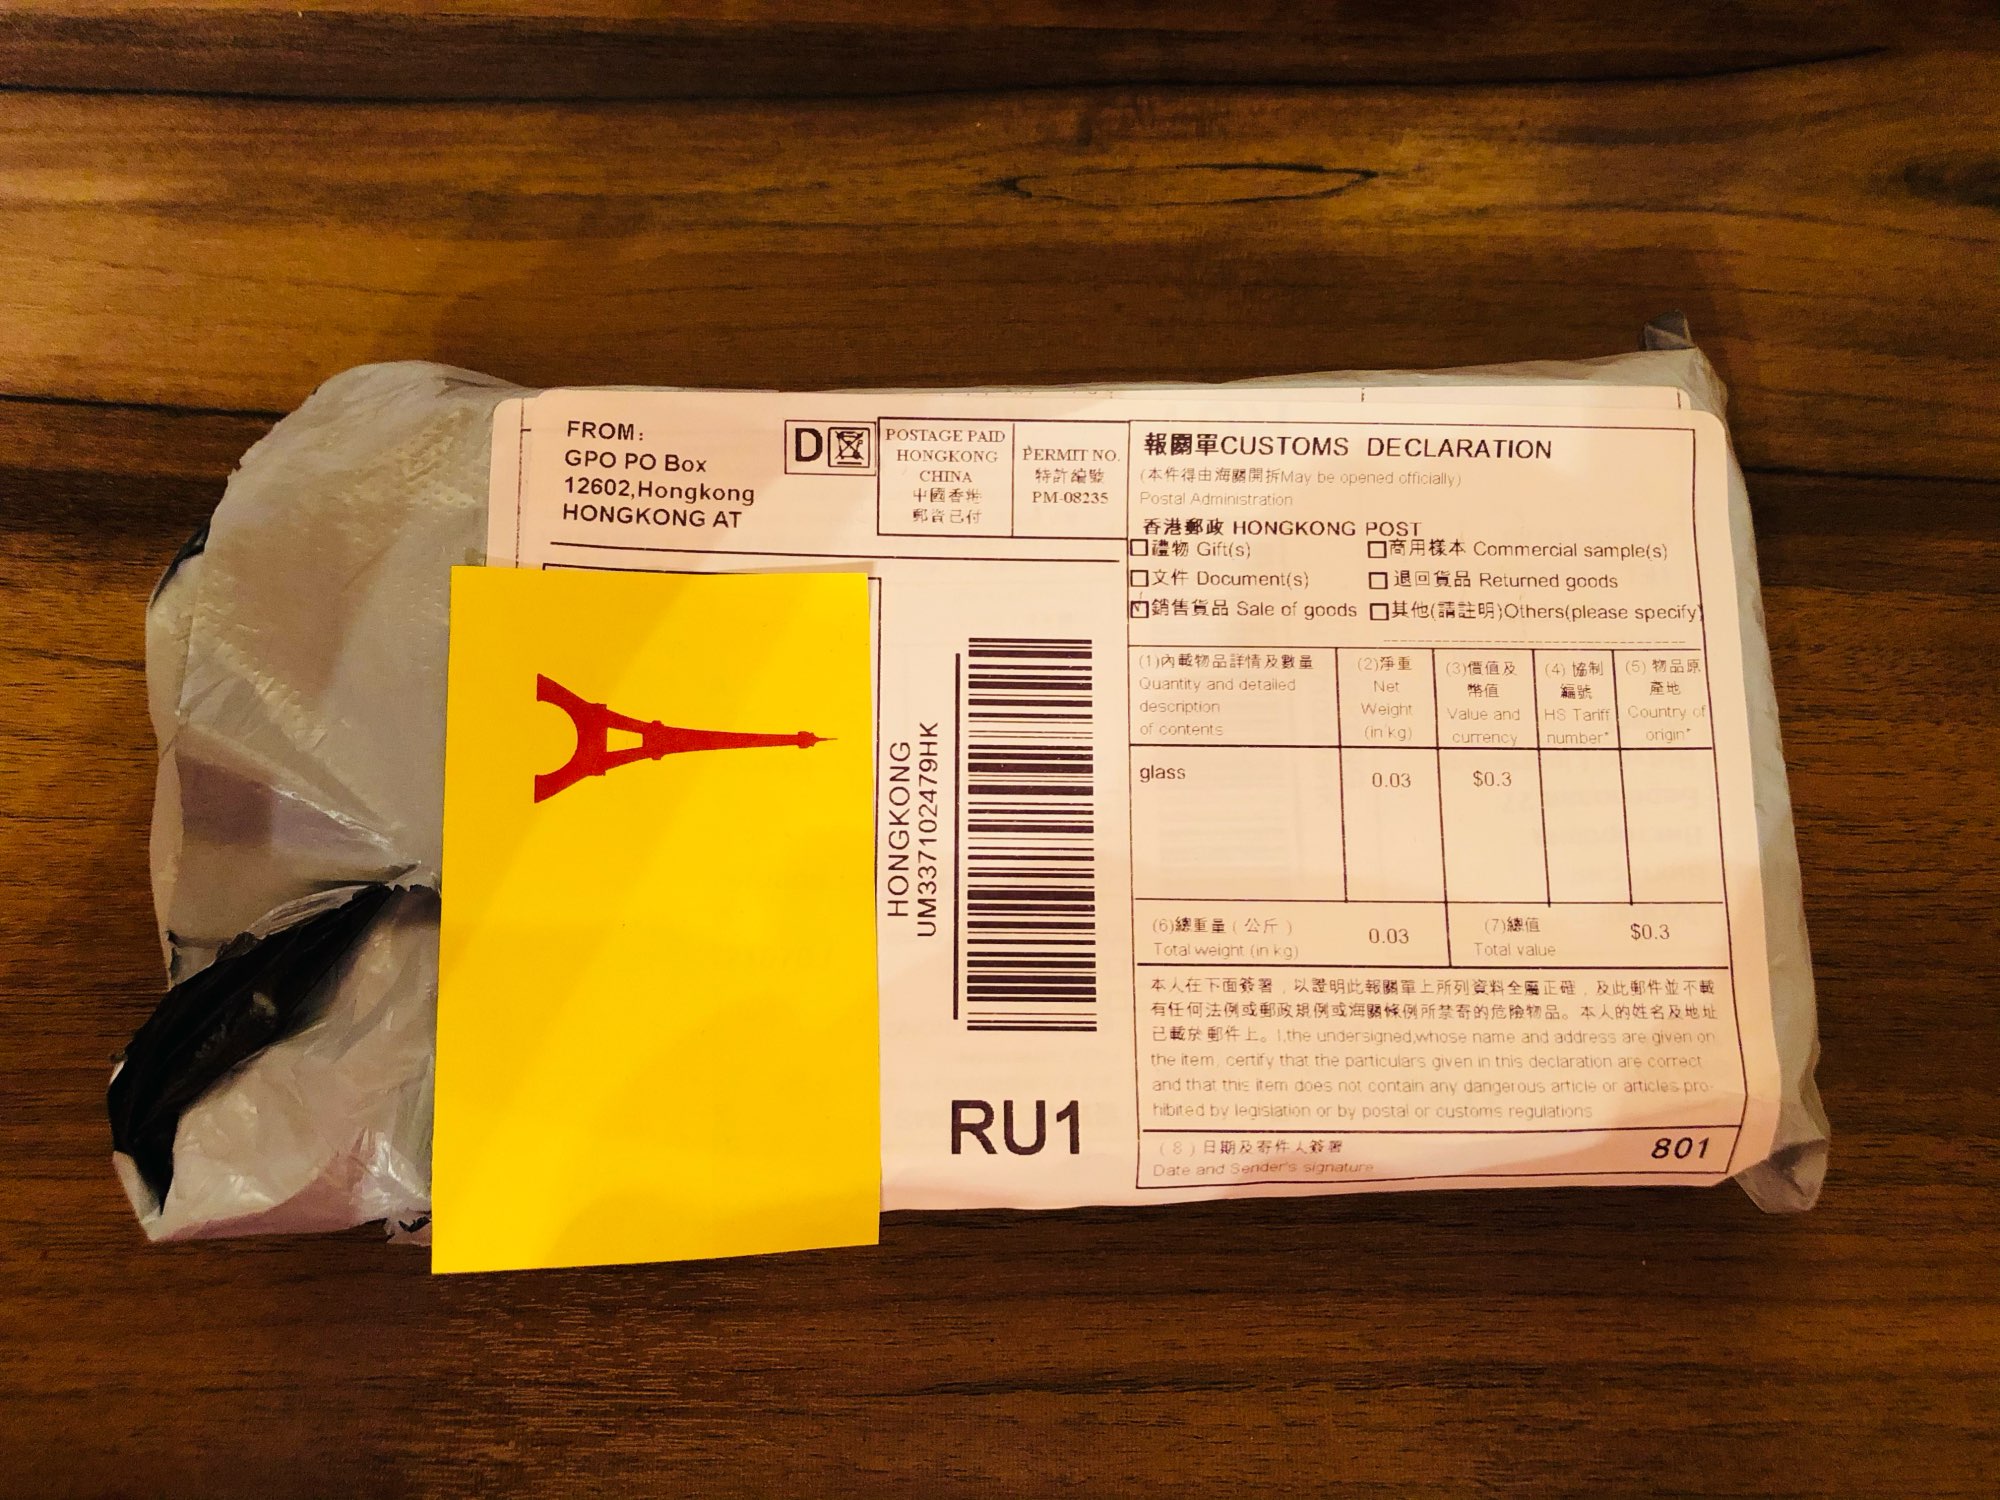 FROM:
GPO PO Box
12602,Hongkong
HONGKONG AT
D
POSTAGE PAID
HONGKONG
CHINA
中國香港
郵資已付
PERMIT NO.
特許編號
PM-08235
HONGKONG
UM337102479HK
RU1
報關單CUSTOMS DECLARATION
(本件得由海關開拆May be opened officially)
Postal Administration
香港郵政 HONGKONG POST
禮物 Gift(s)
商用樣本 Commercial sample(s)
文件 Document(s)
退回貨品 Returned goods
銷售貨品 Sale of goods
其他(請註明)Others(please specify)
(1)內載物品詳情及數量
Quantity and detailed
description
of contents
(2)淨重
Net
Weight
(in kg)
(3)價值及
幣值
Value and
currency
(4) 協制
編號
HS Tariff
number*
(5) 物品原
產地
Country of
origin*
glass
0.03
$0.3
(6)總重量(公斤)
Total weight (in kg)
0.03
(7)總值
Total value
$0.3
本人在下面簽署,以證明此報關單上所列資料全屬正確,及此郵件並不載
有任何法例或郵政規例或海關條例所禁寄的危險物品。本人的姓名及地址
已載於郵件上。I,the undersigned,whose name and address are given on
the item, certify that the particulars given in this declaration are correct
and that this item does not contain any dangerous article or articles pro-
hibited by legislation or by postal or customs regulations
(8)日期及寄件人簽署
Date and Sender's signature
801